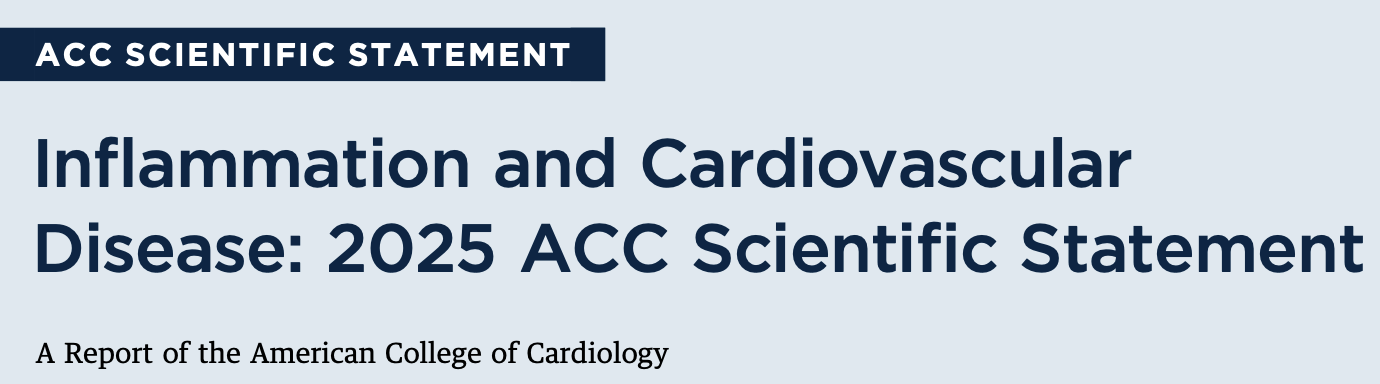 ACC SCIENTIFIC STATEMENT
Inflammation and Cardiovascular
Disease: 2025 ACC Scientific Statement
A Report of the American College of Cardiology